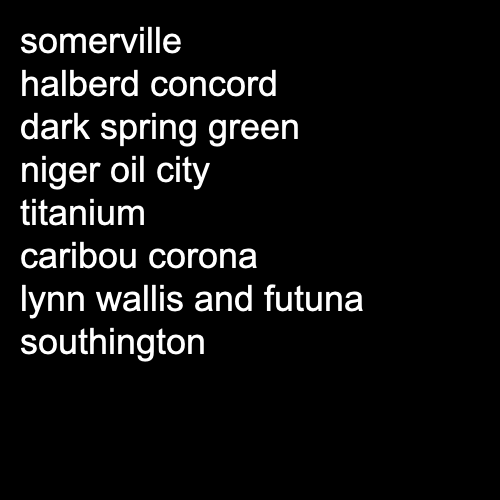 somerville
halberd concord
dark spring green
niger oil city
titanium
caribou corona
lynn wallis and futuna
southington